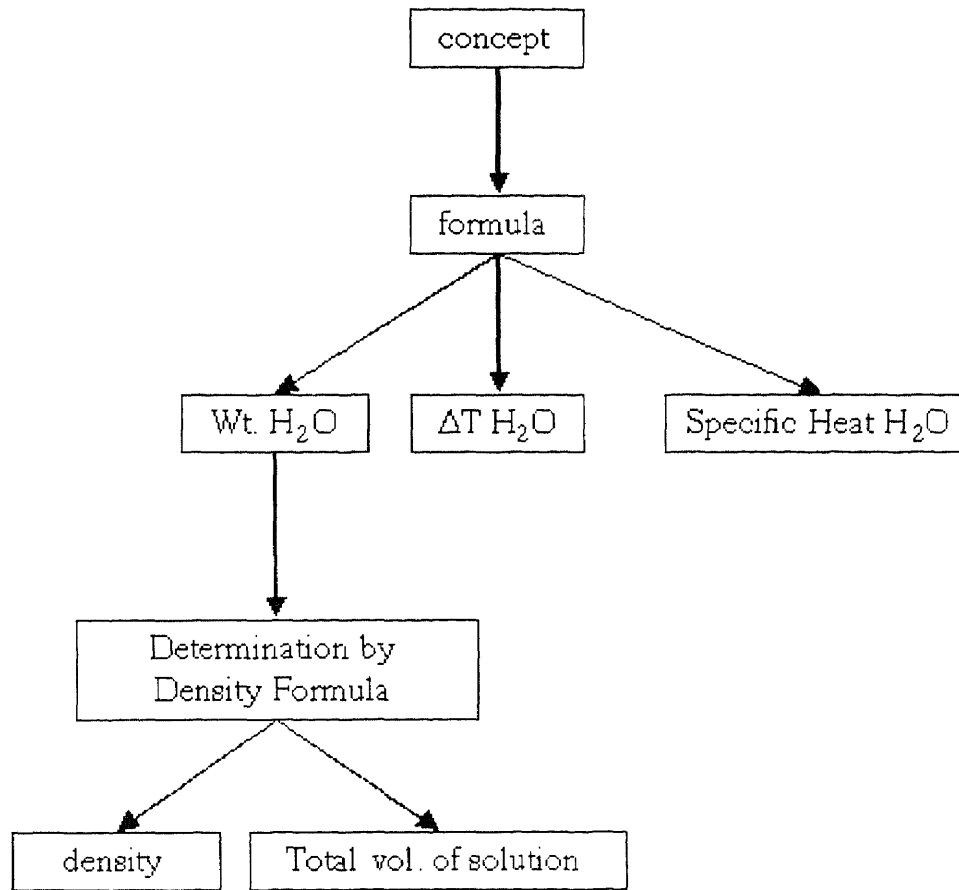 concept
formula
Wt. H₂O
ΔT H₂O
Specific Heat H₂O
Determination by
Density Formula
density
Total vol. of solution